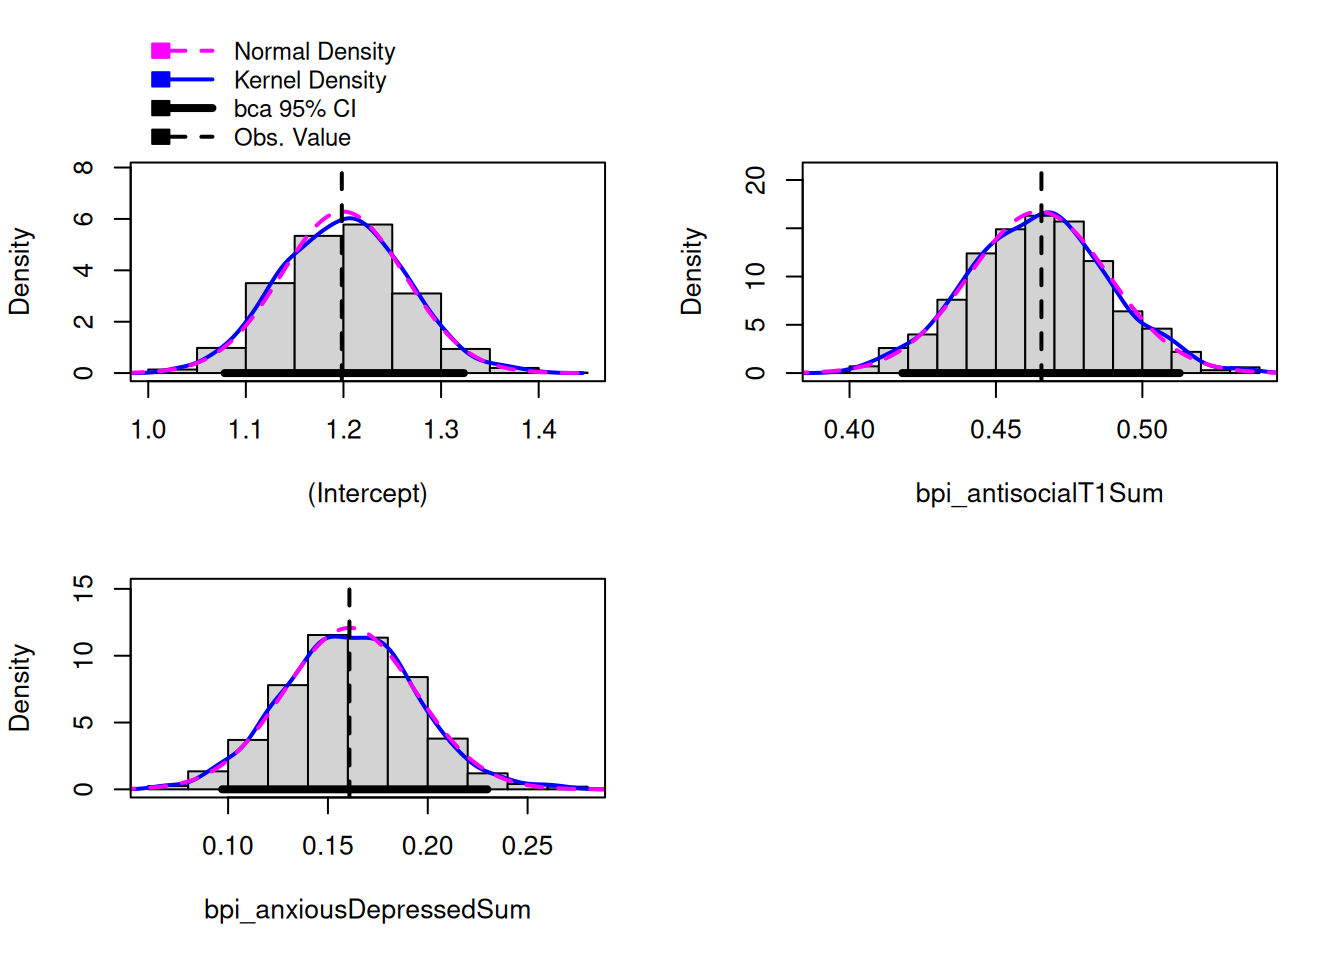 Normal Density
Kernel Density
bca 95% CI
Obs. Value
Density
8
6
4
2
0
1.0 1.1 1.2 1.3 1.4
(Intercept)
Density
20
10
5
0
0.40 0.45 0.50
bpi_antisocialT1Sum
Density
15
10
5
0
0.10 0.15 0.20 0.25
bpi_anxiousDepressedSum